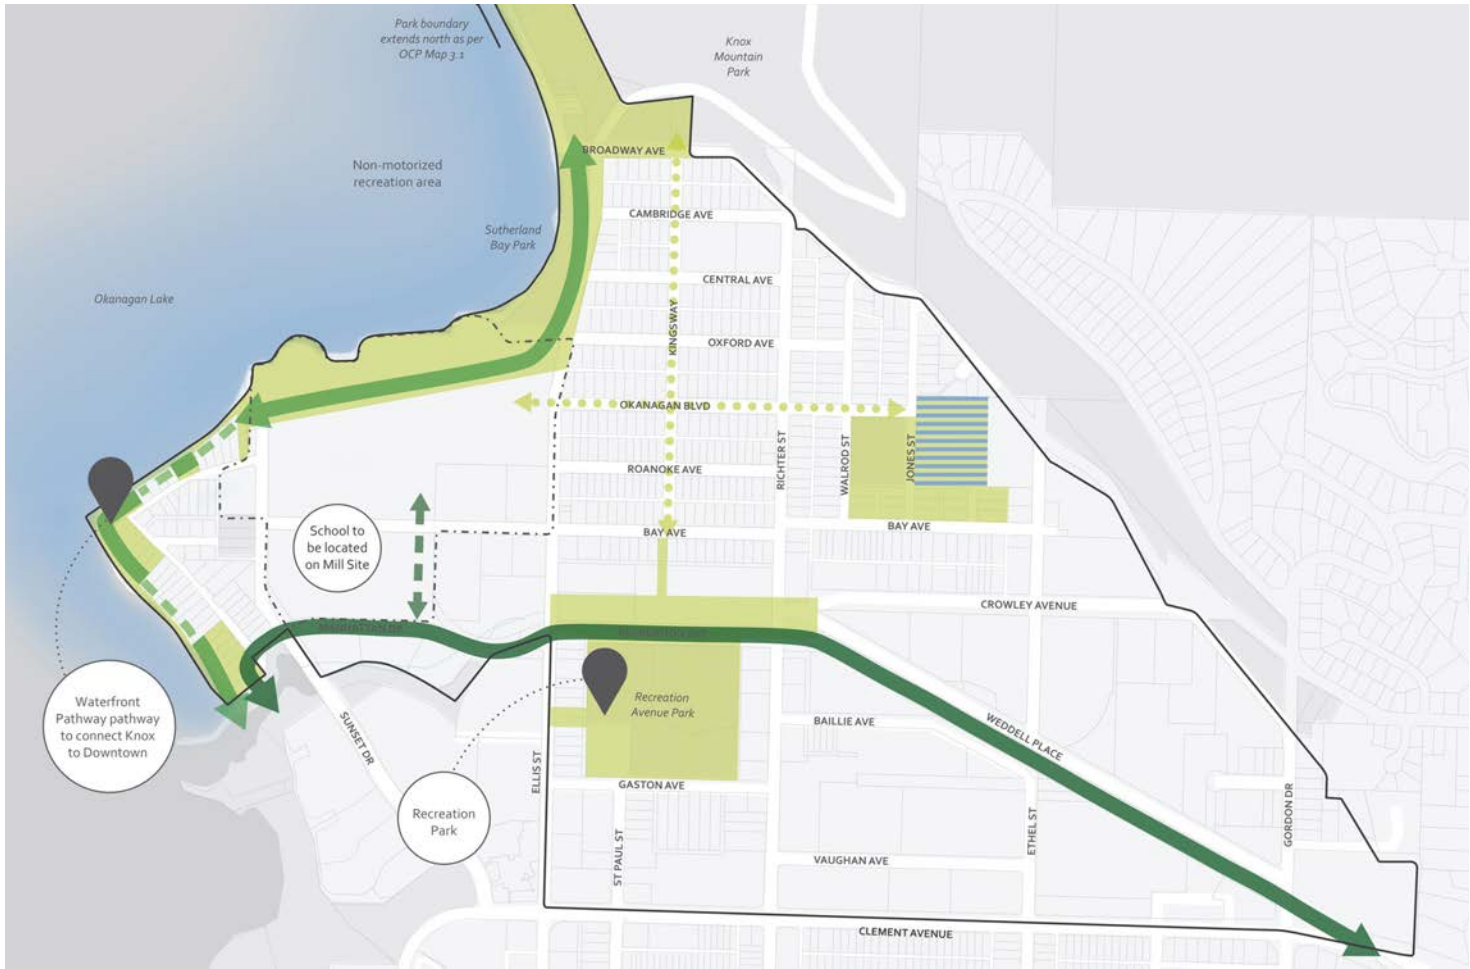 Park boundary
extends north as per
OCP Map 3.1
Knox
Mountain
Park
Non-motorized
recreation area
BROADWAY AVE
CAMBRIDGE AVE
Sutherland
Bay Park
CENTRAL AVE
Okanagan Lake
KINGSWAY
OXFORD AVE
OKANAGAN BLVD
RICHTER ST
WALROD ST
JONES ST
ROANOKE AVE
BAY AVE
BAY AVE
School to
be located
on Mill Site
CROWLEY AVENUE
Waterfront
Pathway pathway
to connect Knox
to Downtown
SUNSET DR
Recreation
Avenue Park
BAILLIE AVE
WEDDELL PLACE
ELLIS ST
GASTON AVE
Recreation
Park
ST PAUL ST
VAUGHAN AVE
ETHEL ST
GORDON DR
CLEMENT AVENUE